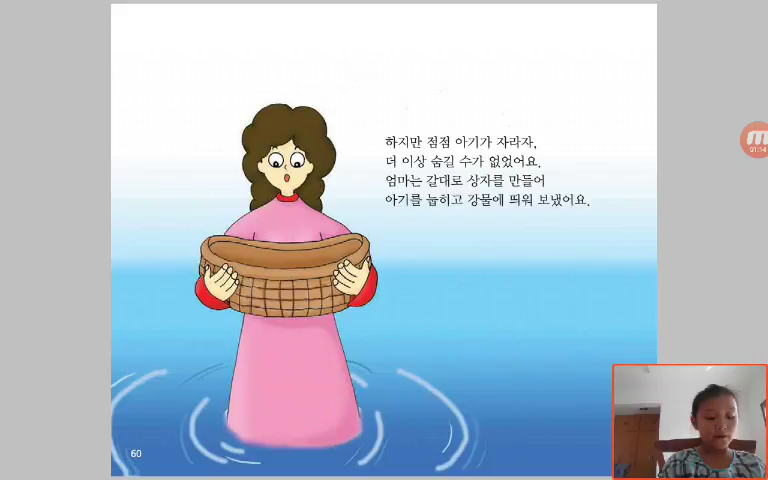 하지만 점점 아기가 자라자,
더 이상 숨길 수가 없었어요.
엄마는 갈대로 상자를 만들어
아기를 눕히고 강물에 띄워 보냈어요.
60
01:14